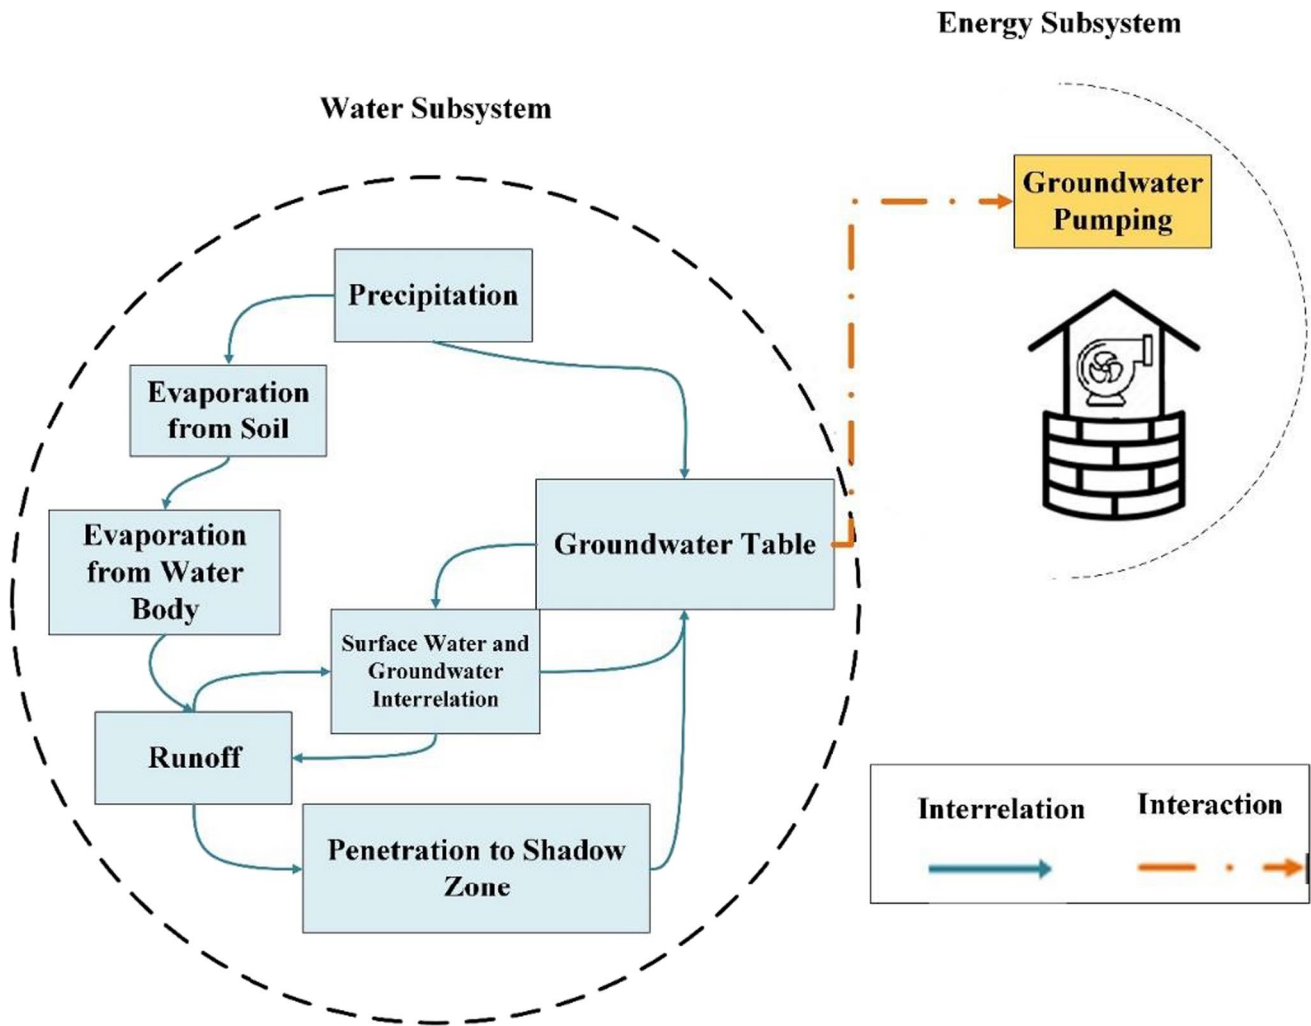 Energy Subsystem
Water Subsystem
Groundwater
Pumping
Precipitation
Evaporation
from Soil
Evaporation
from Water
Body
Groundwater Table
Surface Water and
Groundwater
Interrelation
Runoff
Penetration to Shadow
Zone
Interrelation
Interaction